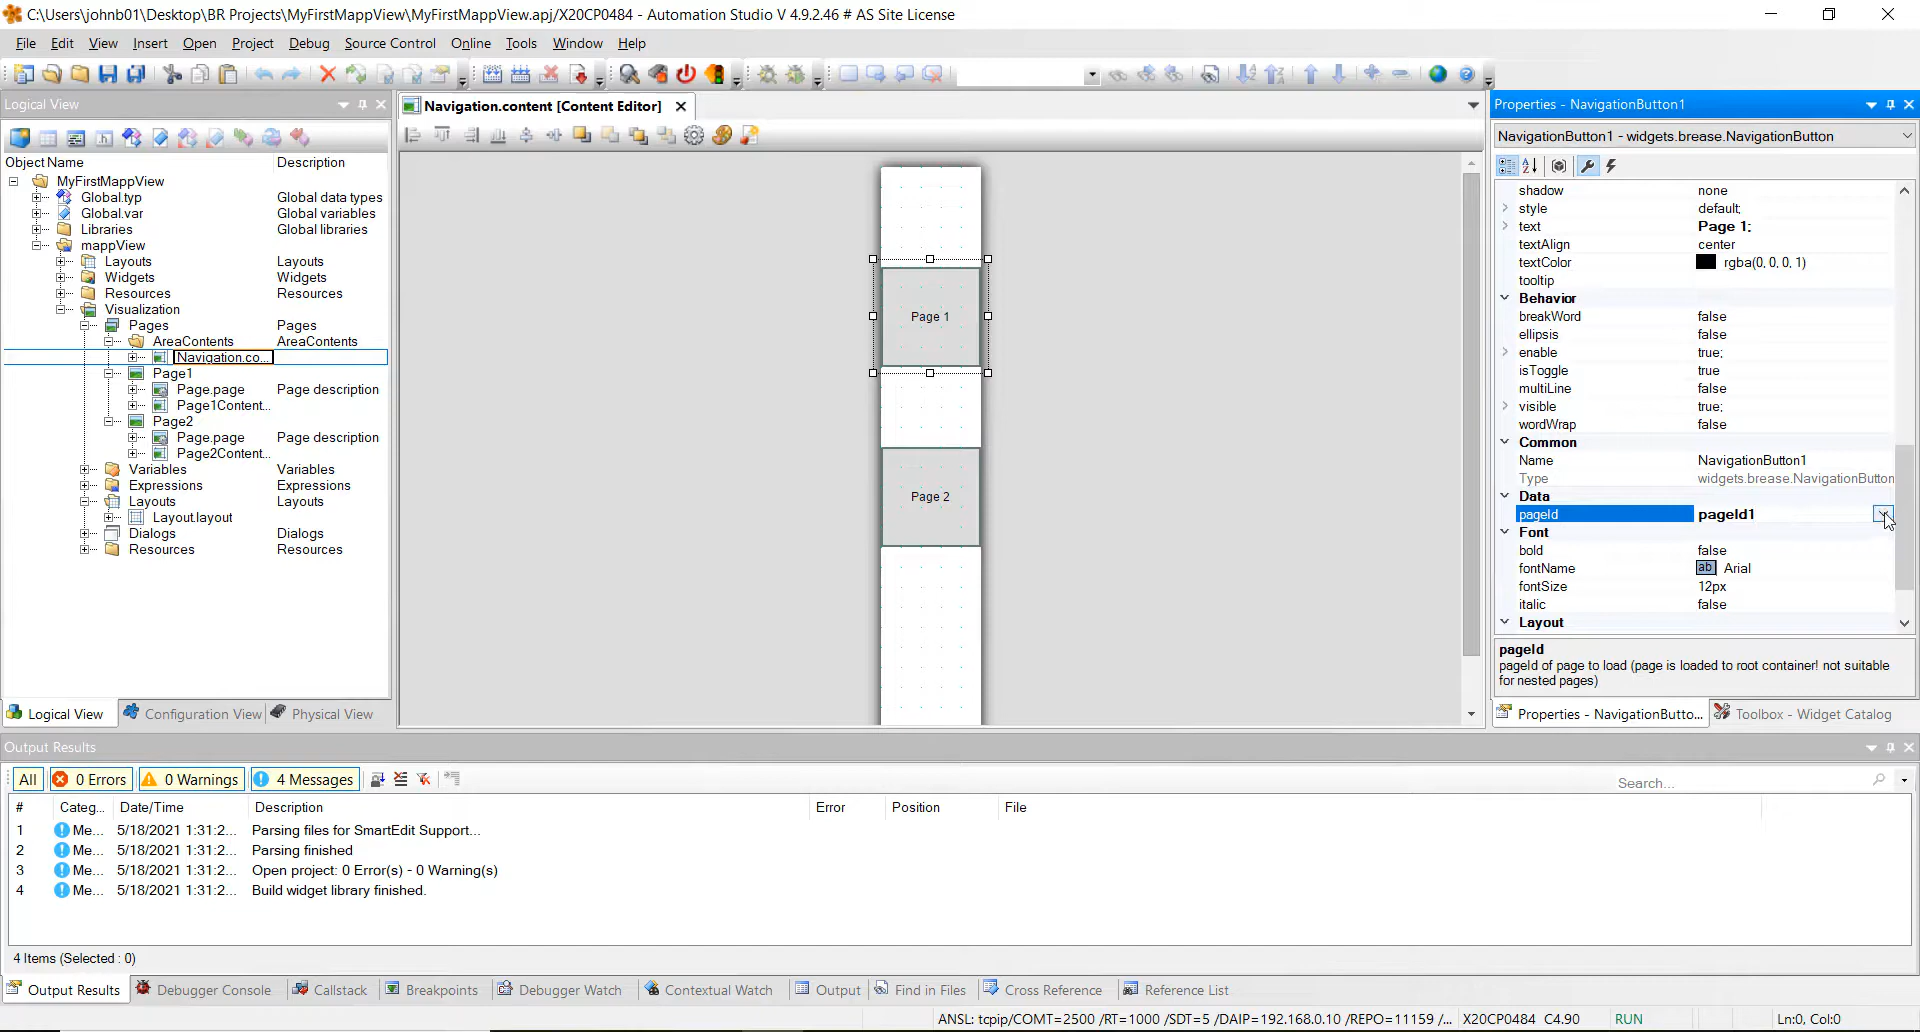 C:\Users\johnb01\Desktop\BR Projects\MyFirstMappView\MyFirstMappView.apj/X20CP0484 - Automation Studio V 4.9.2.46 # AS Site License
File Edit View Insert Open Project Debug Source Control Online Tools Window Help
Logical View
Object Name Description
MyFirstMappView
Global.typ Global data types
Global.var Global variables
Libraries Global libraries
mappView
Layouts Layouts
Widgets Widgets
Resources Resources
Visualization
Pages Pages
AreaContents AreaContents
Navigation.co...
Page1
Page.page Page description
Page1Content...
Page2
Page.page Page description
Page2Content...
Variables Variables
Expressions Expressions
Layouts Layouts
Layout.layout
Dialogs Dialogs
Resources Resources
Logical View Configuration View Physical View
Navigation.content [Content Editor]
Page 1
Page 2
Properties - NavigationButton1
NavigationButton1 - widgets.brease.NavigationButton
shadow none
style default;
text Page 1;
textAlign center
textColor rgba(0, 0, 0, 1)
tooltip
Behavior
breakWord false
ellipsis false
enable true;
isToggle true
multiLine false
visible true;
wordWrap false
Common
Name NavigationButton1
Type widgets.brease.NavigationButton
Data
pageId pageId1
Font
bold false
fontName ab Arial
fontSize 12px
italic false
Layout
pageId
pageId of page to load (page is loaded to root container! not suitable
for nested pages)
Properties - NavigationButto... Toolbox - Widget Catalog
Output Results
All 0 Errors 0 Warnings 4 Messages Search...
# Categ... Date/Time Description Error Position File
1 Me... 5/18/2021 1:31:2... Parsing files for SmartEdit Support...
2 Me... 5/18/2021 1:31:2... Parsing finished
3 Me... 5/18/2021 1:31:2... Open project: 0 Error(s) - 0 Warning(s)
4 Me... 5/18/2021 1:31:2... Build widget library finished.
4 Items (Selected : 0)
Output Results Debugger Console Callstack Breakpoints Debugger Watch Contextual Watch Output Find in Files Cross Reference Reference List
ANSL: tcpip/COMT=2500 /RT=1000 /SDT=5 /DAIP=192.168.0.10 /REPO=11159 /... X20CP0484 C4.90 RUN Ln:0, Col:0